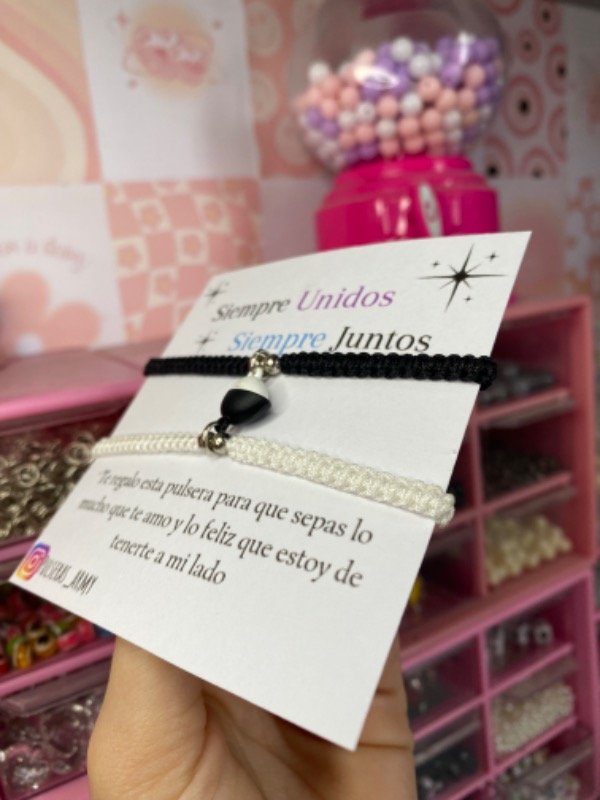 Siempre Unidos
Siempre Juntos
Te regalo esta pulsera para que sepas lo
mucho que te amo y lo feliz que estoy de
tenerte a mi lado